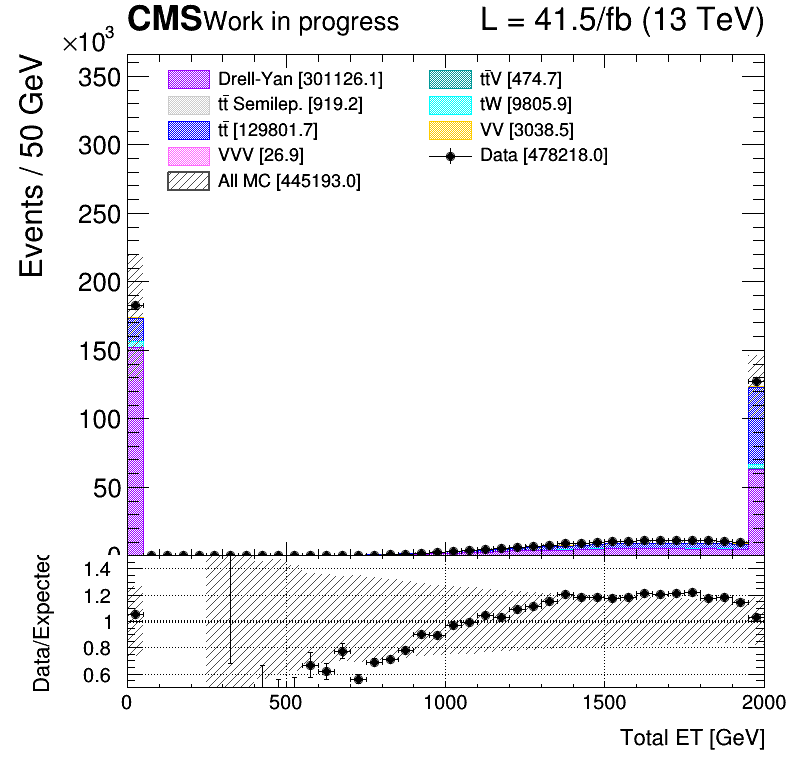 CMS Work in progress L = 41.5/fb (13 TeV)
×10³
Events / 50 GeV
350
300
250
200
150
100
50
0
Drell-Yan [301126.1]
tt̄ Semilep. [919.2]
tt̄ [129801.7]
VVV [26.9]
All MC [445193.0]
tt̄V [474.7]
tW [9805.9]
VV [3038.5]
Data [478218.0]
Data/Expected
1.4
1.2
1.0
0.8
0.6
0 500 1000 1500 2000
Total ET [GeV]